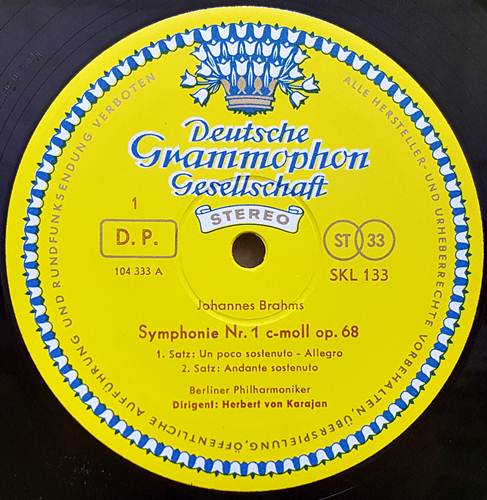 Deutsche
Grammophon
Gesellschaft
STEREO
1
D. P.
104 333 A
ST 33
SKL 133
Johannes Brahms
Symphonie Nr. 1 c-moll op. 68
1. Satz: Un poco sostenuto - Allegro
2. Satz: Andante sostenuto
Berliner Philharmoniker
Dirigent: Herbert von Karajan
ALLE HERSTELLER- UND URHEBERRECHTE VORBEHALTEN, ÜBERSPIELUNG, ÖFFENTLICHE AUFFÜHRUNG UND RUNDFUNKSENDUNG VERBOTEN